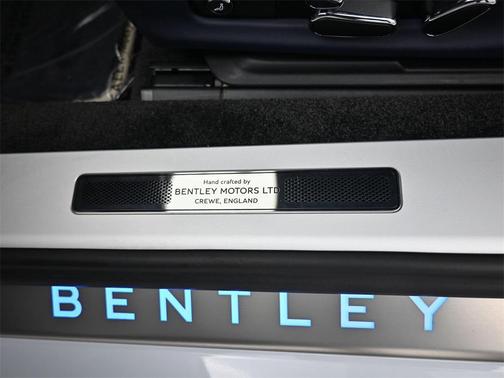 Hand crafted by
BENTLEY MOTORS LTD
CREWE, ENGLAND
BENTLEY